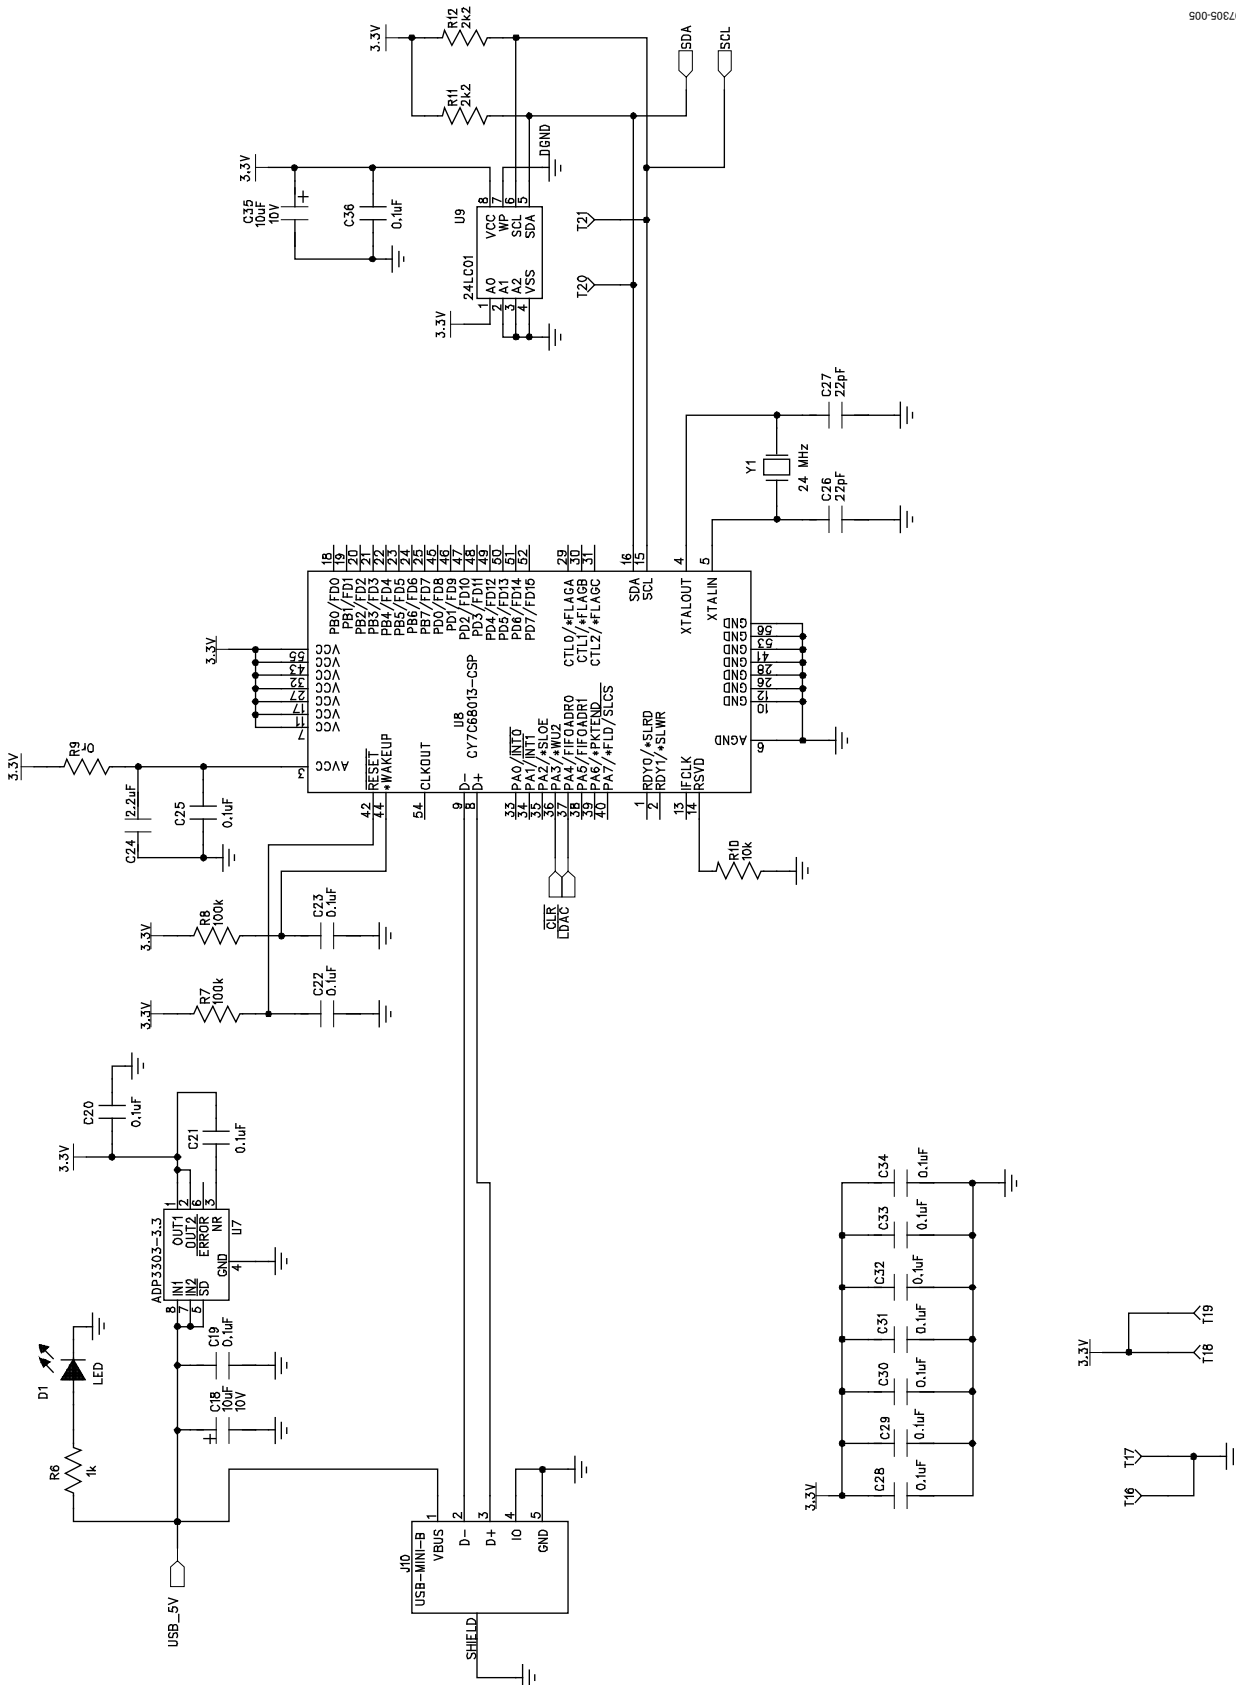 07305-005
3.3V
R12
2k2
R11
2k2
SDA
SCL
3.3V
C35
10uF
10V
+
C36
0.1uF
DGND
U9
24LC01
8 VCC
7 WP
6 SCL
5 SDA
1 A0
2 A1
3 A2
4 VSS
3.3V
T21
T20
C27
22pF
Y1
24 MHz
C26
22pF
3.3V
U8
CY7C68013-CSP
18 PB0/FD0
19 PB1/FD1
20 PB2/FD2
21 PB3/FD3
22 PB4/FD4
23 PB5/FD5
24 PB6/FD6
25 PB7/FD7
45 PD0/FD8
46 PD1/FD9
47 PD2/FD10
48 PD3/FD11
49 PD4/FD12
50 PD5/FD13
51 PD6/FD14
52 PD7/FD15
29 CTL0/*FLAGA
30 CTL1/*FLAGB
31 CTL2/*FLAGC
16 SDA
15 SCL
4 XTALOUT
5 XTALIN
VCC 55
VCC 43
VCC 32
VCC 27
VCC 17
VCC 11
VCC 7
AVCC 3
GND 56
GND 53
GND 41
GND 28
GND 26
GND 12
GND 10
AGND 6
42 RESET
44 *WAKEUP
54 CLKOUT
9 D-
8 D+
33 PA0/INT0
34 PA1/INT1
35 PA2/*SLOE
36 PA3/*WU2
37 PA4/FIFOADR0
38 PA5/FIFOADR1
39 PA6/*PKTEND
40 PA7/*FLD/SLCS
1 RDY0/*SLRD
2 RDY1/*SLWR
13 IFCLK
14 RSVD
3.3V
R9
0r
C24
2.2uF
C25
0.1uF
R10
10k
CLR
LDAC
3.3V
R8
100k
C23
0.1uF
3.3V
R7
100k
C22
0.1uF
3.3V
C20
0.1uF
C21
0.1uF
ADP3303-3.3
U7
1 OUT1
2 OUT2
6 ERROR
3 NR
8 IN1
7 IN2
5 SD
GND 4
D1
LED
R6
1k
C19
0.1uF
C18
10uF
10V
+
USB_5V
J10
USB-MINI-B
1 VBUS
2 D-
3 D+
4 IO
5 GND
SHIELD
3.3V
C28
0.1uF
C29
0.1uF
C30
0.1uF
C31
0.1uF
C32
0.1uF
C33
0.1uF
C34
0.1uF
3.3V
T19
T18
T17
T16